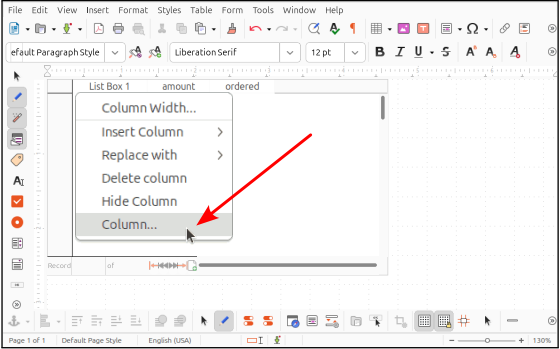 File Edit View Insert Format Styles Table Form Tools Window Help
efault Paragraph Style Liberation Serif 12 pt B I U S A A A
List Box 1 amount ordered
Column Width...
Insert Column
Replace with
Delete column
Hide Column
Column...
Record of
Page 1 of 1 Default Page Style English (USA) 130%